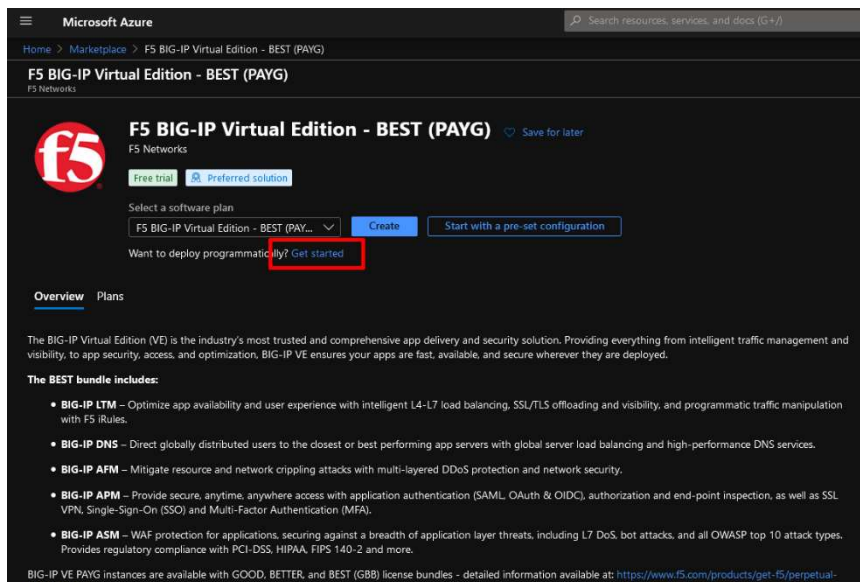 Microsoft Azure
Search resources, services, and docs (G+/)
Home > Marketplace > F5 BIG-IP Virtual Edition - BEST (PAYG)
F5 BIG-IP Virtual Edition - BEST (PAYG)
F5 Networks
f5
F5 BIG-IP Virtual Edition - BEST (PAYG) Save for later
F5 Networks
Free trial Preferred solution
Select a software plan
F5 BIG-IP Virtual Edition - BEST (PAY... Create Start with a pre-set configuration
Want to deploy programmatically? Get started
Overview Plans
The BIG-IP Virtual Edition (VE) is the industry's most trusted and comprehensive app delivery and security solution. Providing everything from intelligent traffic management and
visibility, to app security, access, and optimization, BIG-IP VE ensures your apps are fast, available, and secure wherever they are deployed.
The BEST bundle includes:
• BIG-IP LTM – Optimize app availability and user experience with intelligent L4-L7 load balancing, SSL/TLS offloading and visibility, and programmatic traffic manipulation
with F5 iRules.
• BIG-IP DNS – Direct globally distributed users to the closest or best performing app servers with global server load balancing and high-performance DNS services.
• BIG-IP AFM – Mitigate resource and network crippling attacks with multi-layered DDoS protection and network security.
• BIG-IP APM – Provide secure, anytime, anywhere access with application authentication (SAML, OAuth & OIDC), authorization and end-point inspection, as well as SSL
VPN, Single-Sign-On (SSO) and Multi-Factor Authentication (MFA).
• BIG-IP ASM – WAF protection for applications, securing against a breadth of application layer threats, including L7 DoS, bot attacks, and all OWASP top 10 attack types.
Provides regulatory compliance with PCI-DSS, HIPAA, FIPS 140-2 and more.
BIG-IP VE PAYG instances are available with GOOD, BETTER, and BEST (GBB) license bundles - detailed information available at: https://www.f5.com/products/get-f5/perpetual-